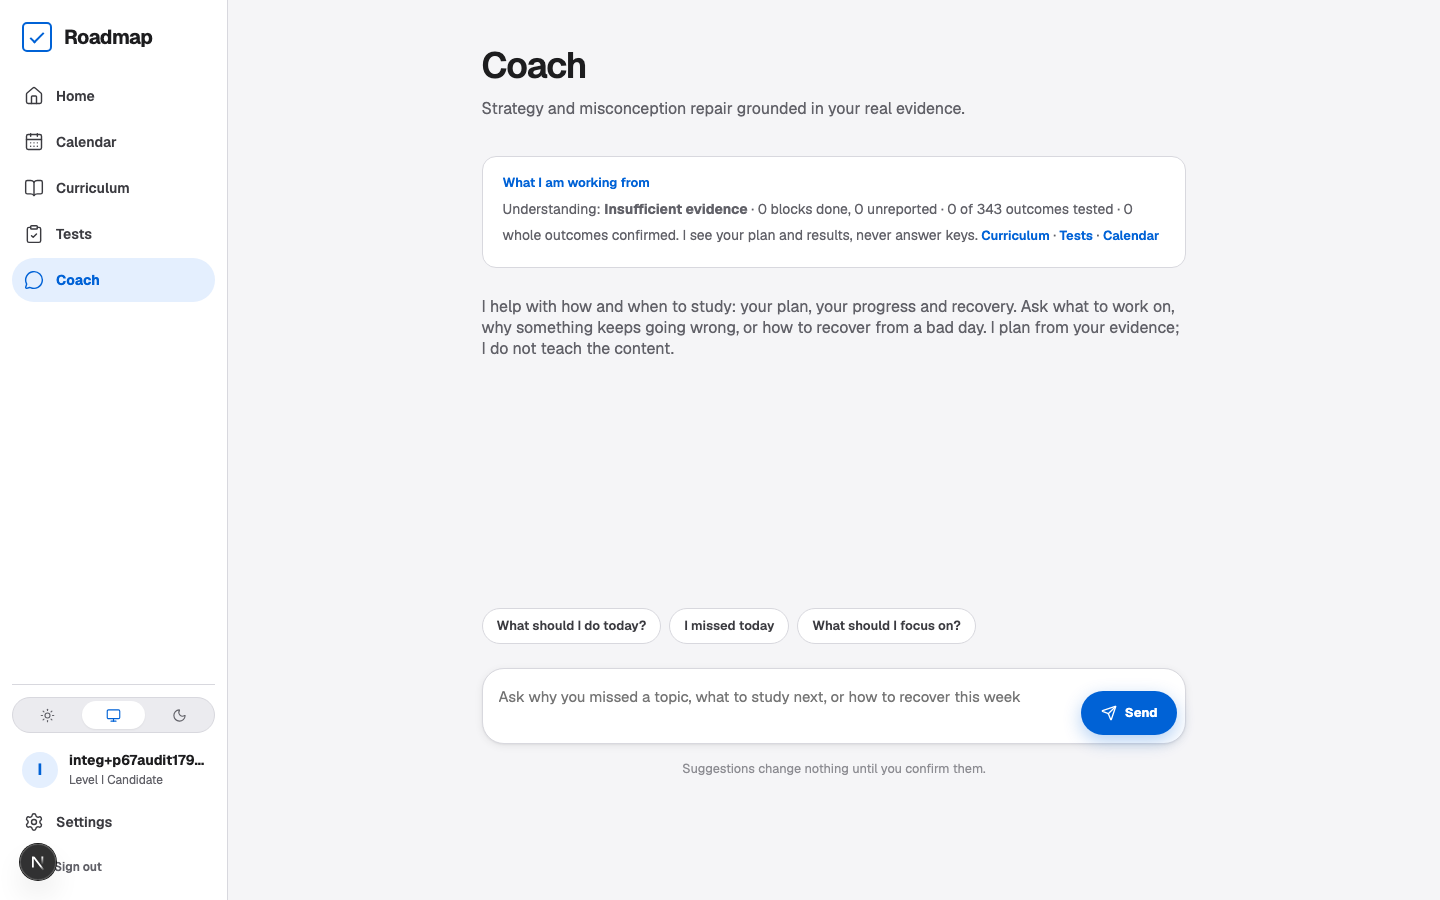 Roadmap
Home
Calendar
Curriculum
Tests
Coach
integ+p67audit179...
Level I Candidate
Settings
N
Sign out
Coach
Strategy and misconception repair grounded in your real evidence.
What I am working from
Understanding: Insufficient evidence · 0 blocks done, 0 unreported · 0 of 343 outcomes tested · 0
whole outcomes confirmed. I see your plan and results, never answer keys. Curriculum · Tests · Calendar
I help with how and when to study: your plan, your progress and recovery. Ask what to work on,
why something keeps going wrong, or how to recover from a bad day. I plan from your evidence;
I do not teach the content.
What should I do today?
I missed today
What should I focus on?
Ask why you missed a topic, what to study next, or how to recover this week
Send
Suggestions change nothing until you confirm them.
I